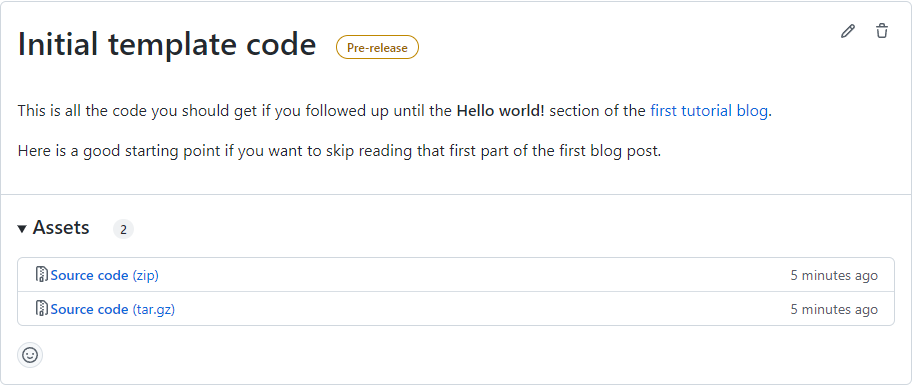 Initial template code Pre-release
This is all the code you should get if you followed up until the Hello world! section of the first tutorial blog.
Here is a good starting point if you want to skip reading that first part of the first blog post.
Assets 2
Source code (zip) 5 minutes ago
Source code (tar.gz) 5 minutes ago